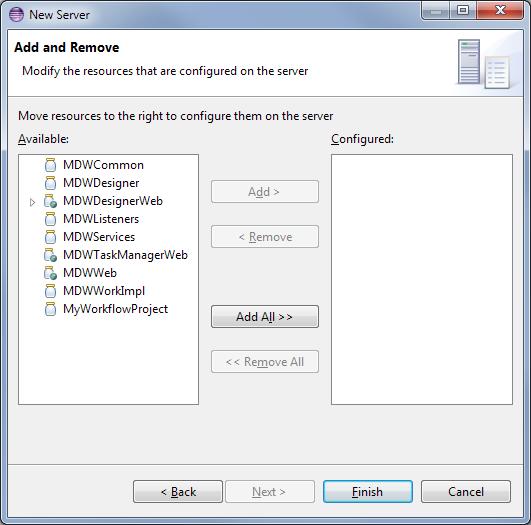 New Server
Add and Remove
Modify the resources that are configured on the server
Move resources to the right to configure them on the server
Available:
Configured:
MDWCommon
MDWDesigner
MDWDesignerWeb
MDWListeners
MDWServices
MDWTaskManagerWeb
MDWWeb
MDWWorkImpl
MyWorkflowProject
Add >
< Remove
Add All >>
<< Remove All
< Back
Next >
Finish
Cancel